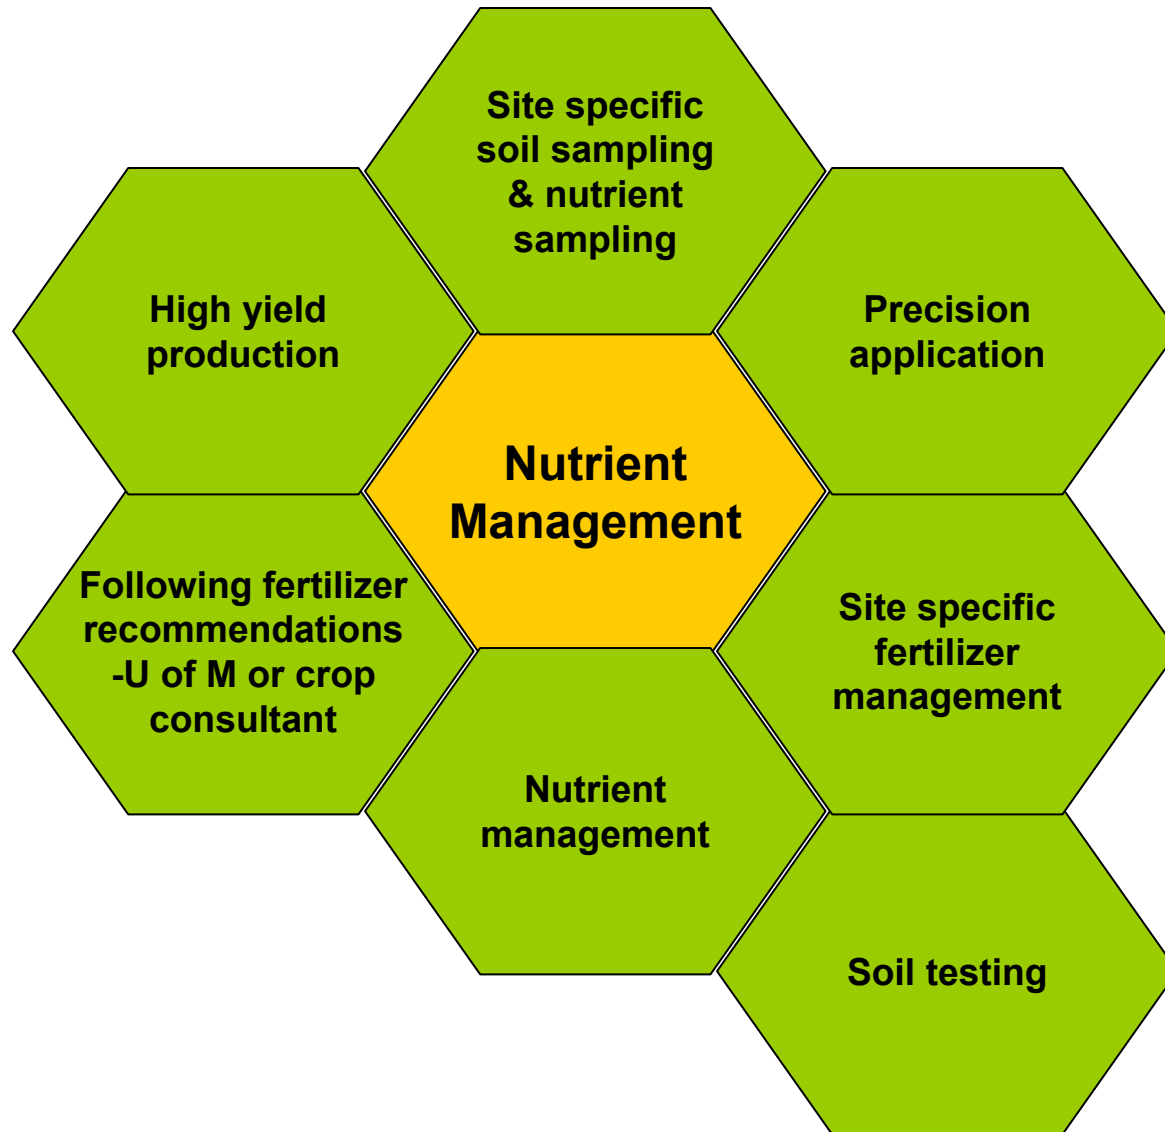 Site specific
soil sampling
& nutrient
sampling
High yield
production
Precision
application
Nutrient
Management
Following fertilizer
recommendations
-U of M or crop
consultant
Site specific
fertilizer
management
Nutrient
management
Soil testing